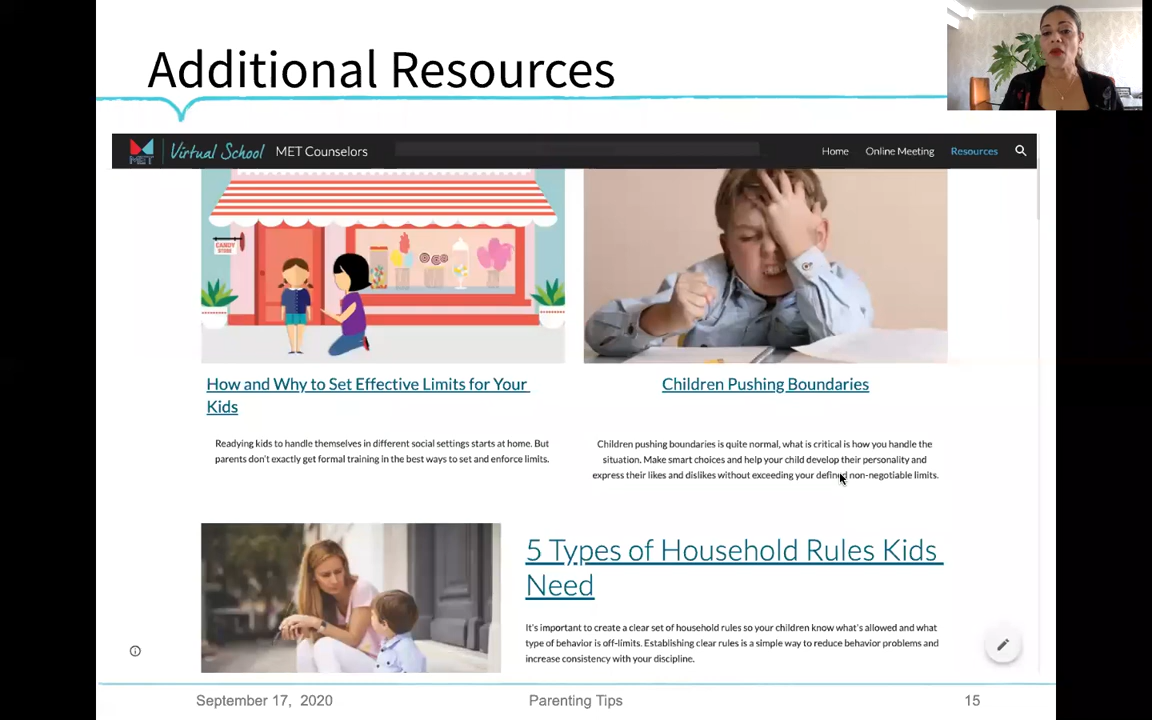 Additional Resources
MET
Virtual School
MET Counselors
Home
Online Meeting
Resources
CANDY
STORE
How and Why to Set Effective Limits for Your
Kids
Readying kids to handle themselves in different social settings starts at home. But
parents don't exactly get formal training in the best ways to set and enforce limits.
Children Pushing Boundaries
Children pushing boundaries is quite normal, what is critical is how you handle the
situation. Make smart choices and help your child develop their personality and
express their likes and dislikes without exceeding your defined non-negotiable limits.
5 Types of Household Rules Kids
Need
It's important to create a clear set of household rules so your children know what's allowed and what
type of behavior is off-limits. Establishing clear rules is a simple way to reduce behavior problems and
increase consistency with your discipline.
September 17, 2020
Parenting Tips
15